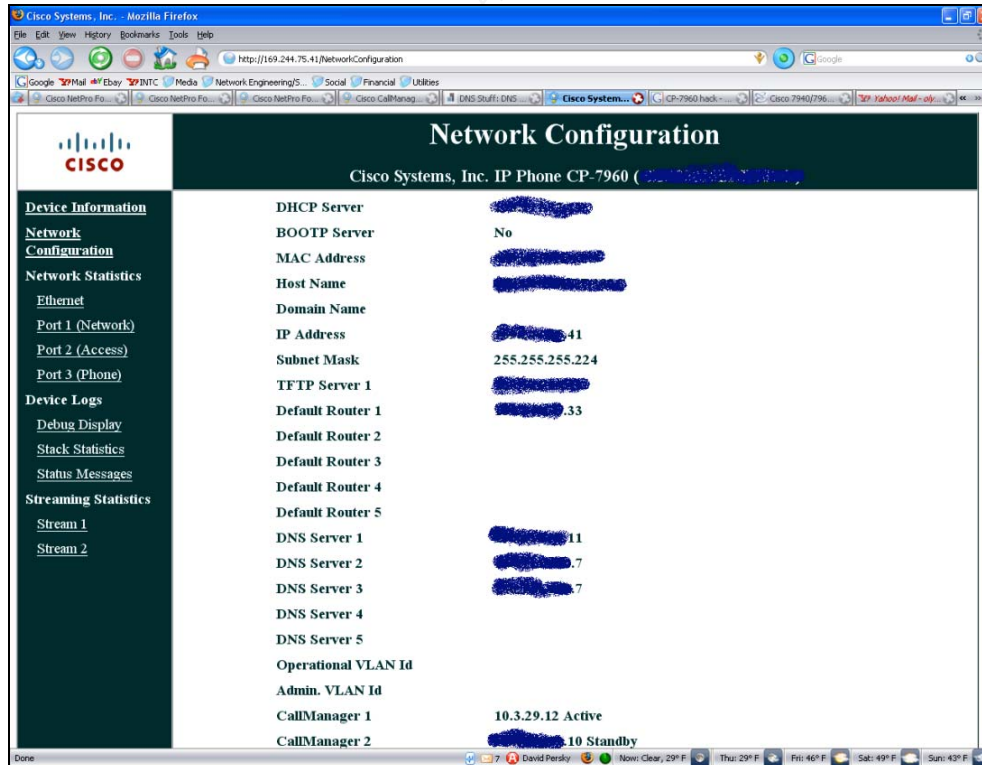 Cisco Systems, Inc. - Mozilla Firefox
File Edit View History Bookmarks Tools Help
http://169.244.75.41/NetworkConfiguration
Google
Google Mail Ebay INTC Media Network Engineering/S... Social Financial Utilities
Cisco NetPro Fo... Cisco NetPro Fo... Cisco NetPro Fo... Cisco CallManag... DNS Stuff: DNS ... Cisco System... CP-7960 hack - ... Cisco 7940/796... Yahoo! Mail - oly...
CISCO
Network Configuration
Cisco Systems, Inc. IP Phone CP-7960 (
Device Information
Network
Configuration
Network Statistics
Ethernet
Port 1 (Network)
Port 2 (Access)
Port 3 (Phone)
Device Logs
Debug Display
Stack Statistics
Status Messages
Streaming Statistics
Stream 1
Stream 2
DHCP Server
BOOTP Server No
MAC Address
Host Name
Domain Name
IP Address 41
Subnet Mask 255.255.255.224
TFTP Server 1
Default Router 1 .33
Default Router 2
Default Router 3
Default Router 4
Default Router 5
DNS Server 1 11
DNS Server 2 .7
DNS Server 3 .7
DNS Server 4
DNS Server 5
Operational VLAN Id
Admin. VLAN Id
CallManager 1 10.3.29.12 Active
CallManager 2 .10 Standby
Done
7 David Persky Now: Clear, 29° F Thu: 29° F Fri: 46° F Sat: 49° F Sun: 43° F